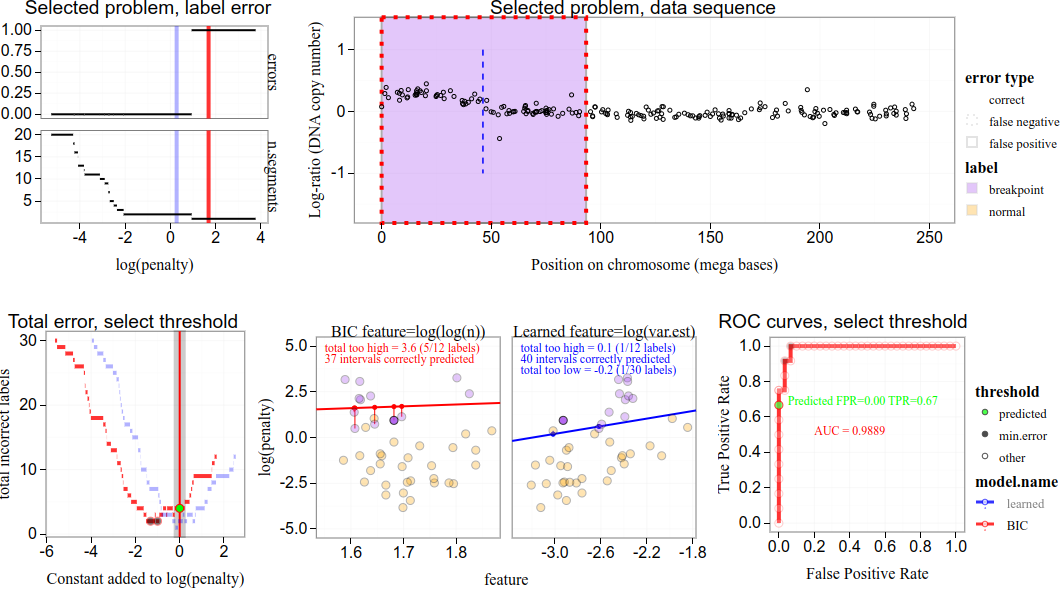 Selected problem, label error
1.00
0.75
0.50
0.25
0.00
errors
20
15
10
5
n.segments
-4
-2
0
2
4
log(penalty)
Selected problem, data sequence
Log-ratio (DNA copy number)
1
0
-1
0
50
100
150
200
250
Position on chromosome (mega bases)
error type
correct
false negative
false positive
label
breakpoint
normal
Total error, select threshold
total incorrect labels
30
20
10
0
-6
-4
-2
0
2
Constant added to log(penalty)
BIC feature=log(log(n))
total too high = 3.6 (5/12 labels)
37 intervals correctly predicted
log(penalty)
5.0
2.5
0.0
-2.5
-5.0
1.6
1.7
1.8
Learned feature=log(var.est)
total too high = 0.1 (1/12 labels)
40 intervals correctly predicted
total too low = -0.2 (1/30 labels)
-3.0
-2.6
-2.2
-1.8
feature
ROC curves, select threshold
True Positive Rate
1.0
0.8
0.6
0.4
0.2
0.0
Predicted FPR=0.00 TPR=0.67
AUC = 0.9889
0.0
0.2
0.4
0.6
0.8
1.0
False Positive Rate
threshold
predicted
min.error
other
model.name
learned
BIC